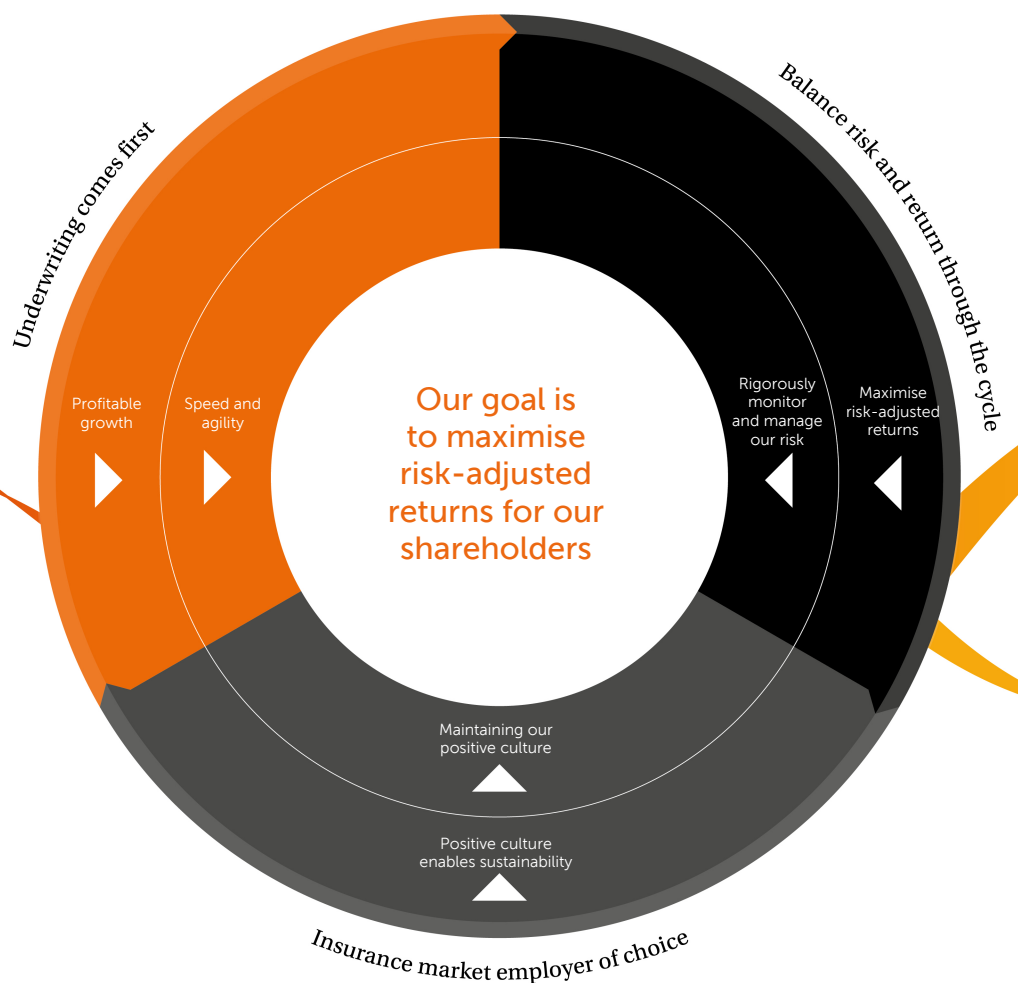 Underwriting comes first
Balance risk and return through the cycle
Profitable
growth
Speed and
agility
Our goal is
to maximise
risk-adjusted
returns for our
shareholders
Rigorously
monitor
and manage
our risk
Maximise
risk-adjusted
returns
Maintaining our
positive culture
Positive culture
enables sustainability
Insurance market employer of choice